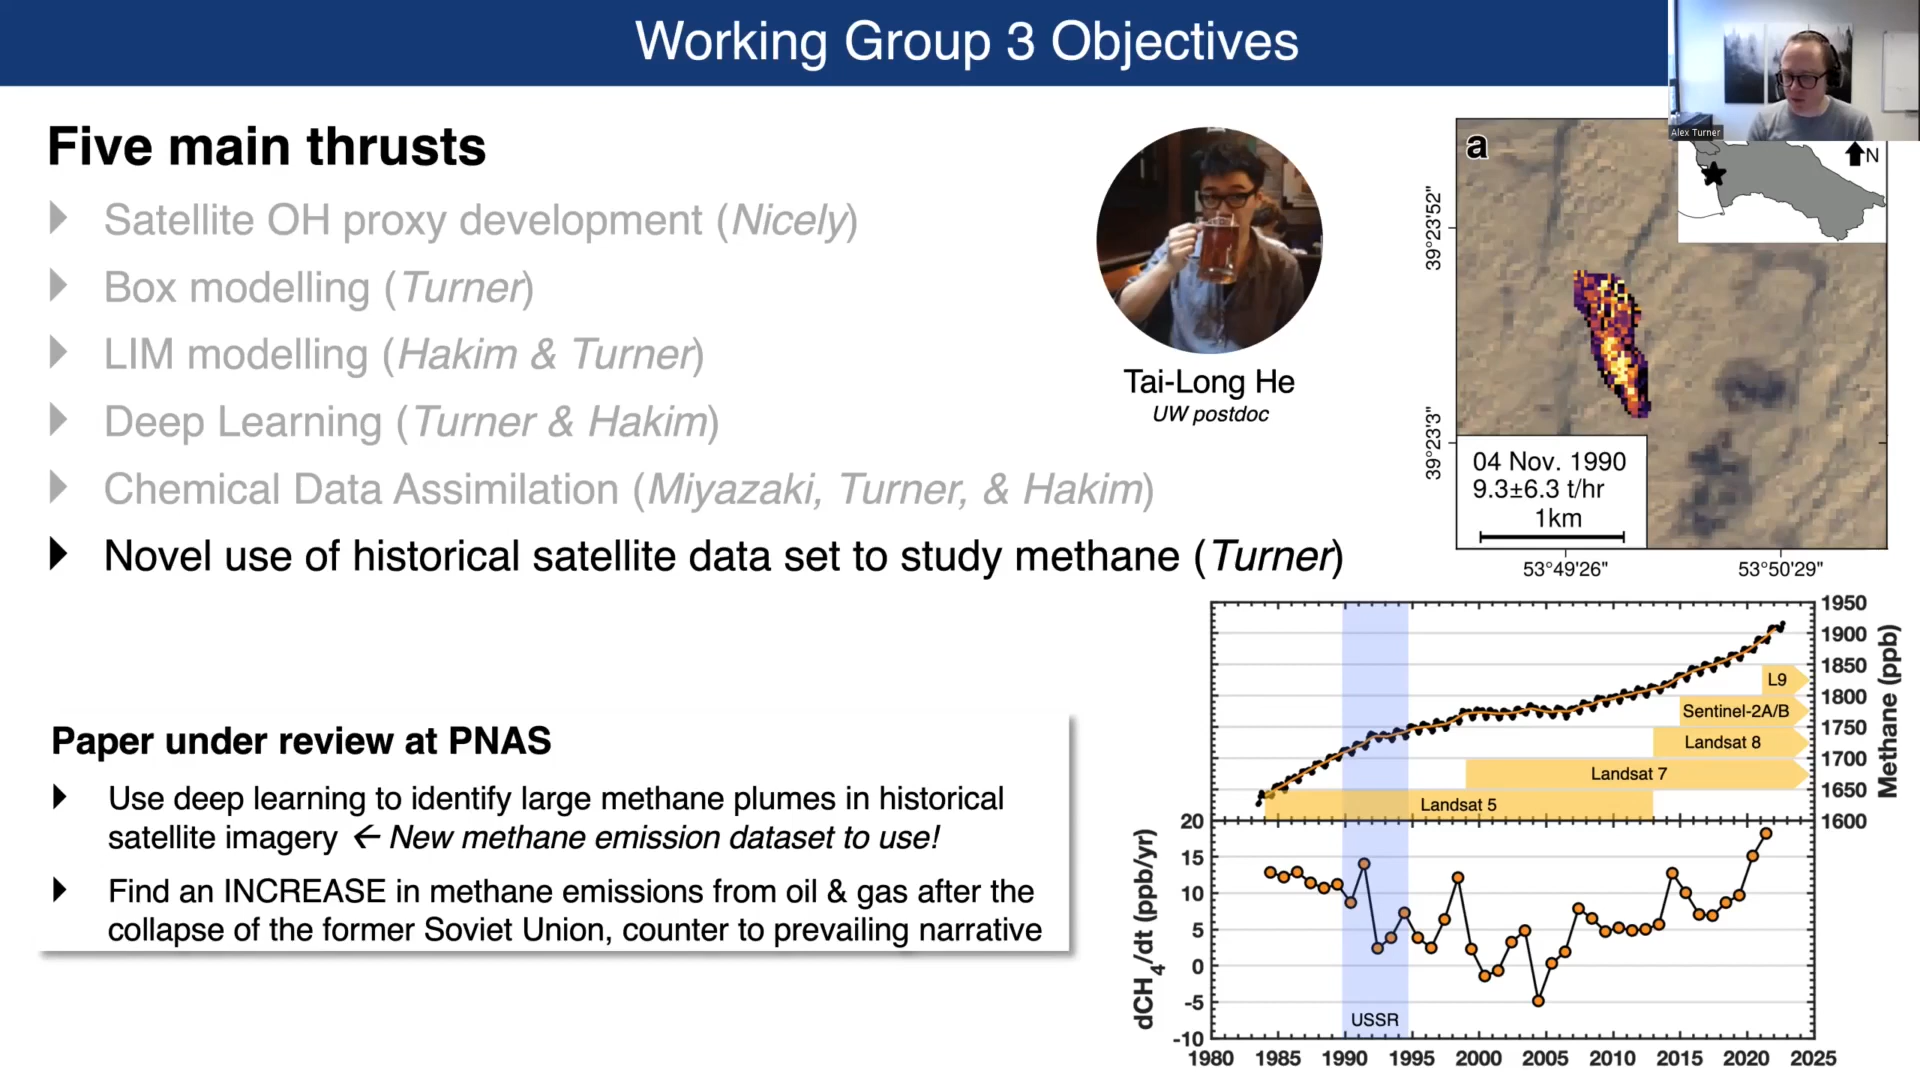 Working Group 3 Objectives
Alex Turner
Five main thrusts
Satellite OH proxy development (Nicely)
Box modelling (Turner)
LIM modelling (Hakim & Turner)
Deep Learning (Turner & Hakim)
Chemical Data Assimilation (Miyazaki, Turner, & Hakim)
Novel use of historical satellite data set to study methane (Turner)
Tai-Long He
UW postdoc
a
N
39°23'52"
39°23'3"
04 Nov. 1990
9.3±6.3 t/hr
1km
53°49'26"
53°50'29"
Paper under review at PNAS
Use deep learning to identify large methane plumes in historical
satellite imagery ← New methane emission dataset to use!
Find an INCREASE in methane emissions from oil & gas after the
collapse of the former Soviet Union, counter to prevailing narrative
1950
1900
1850
1800
1750
1700
1650
1600
Methane (ppb)
L9
Sentinel-2A/B
Landsat 8
Landsat 7
Landsat 5
20
15
10
5
0
-5
-10
dCH4/dt (ppb/yr)
USSR
1980 1985 1990 1995 2000 2005 2010 2015 2020 2025